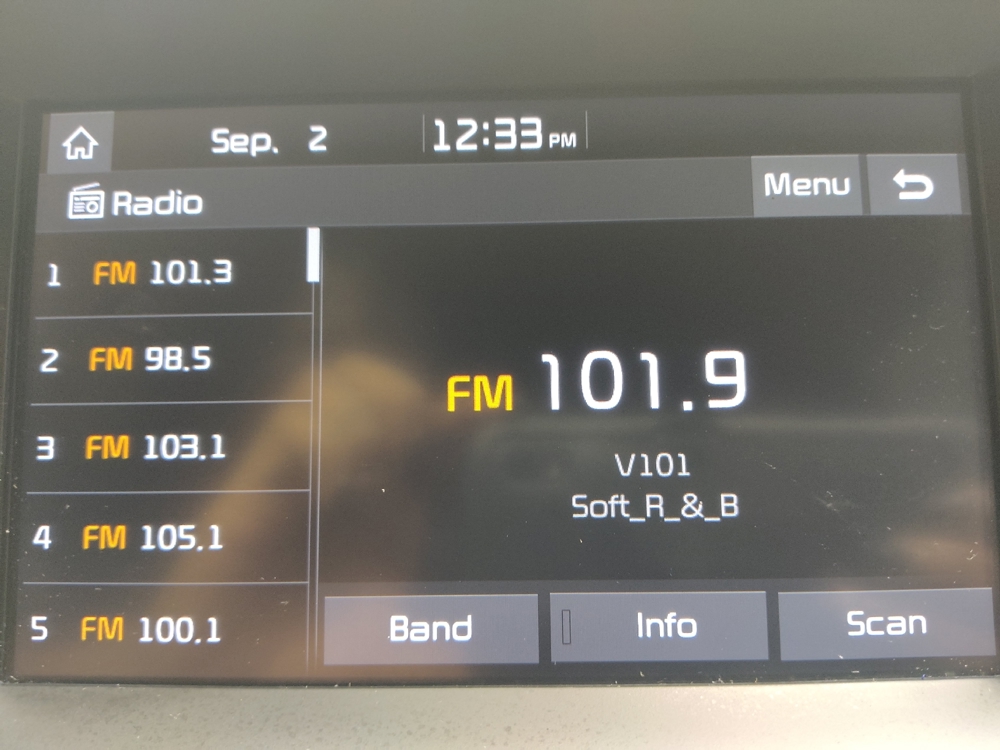 Sep. 2 12:33 PM
Radio
Menu
1 FM 101.3
2 FM 98.5
3 FM 103.1
4 FM 105.1
5 FM 100.1
FM 101.9
V101
Soft_R_&_B
Band
Info
Scan